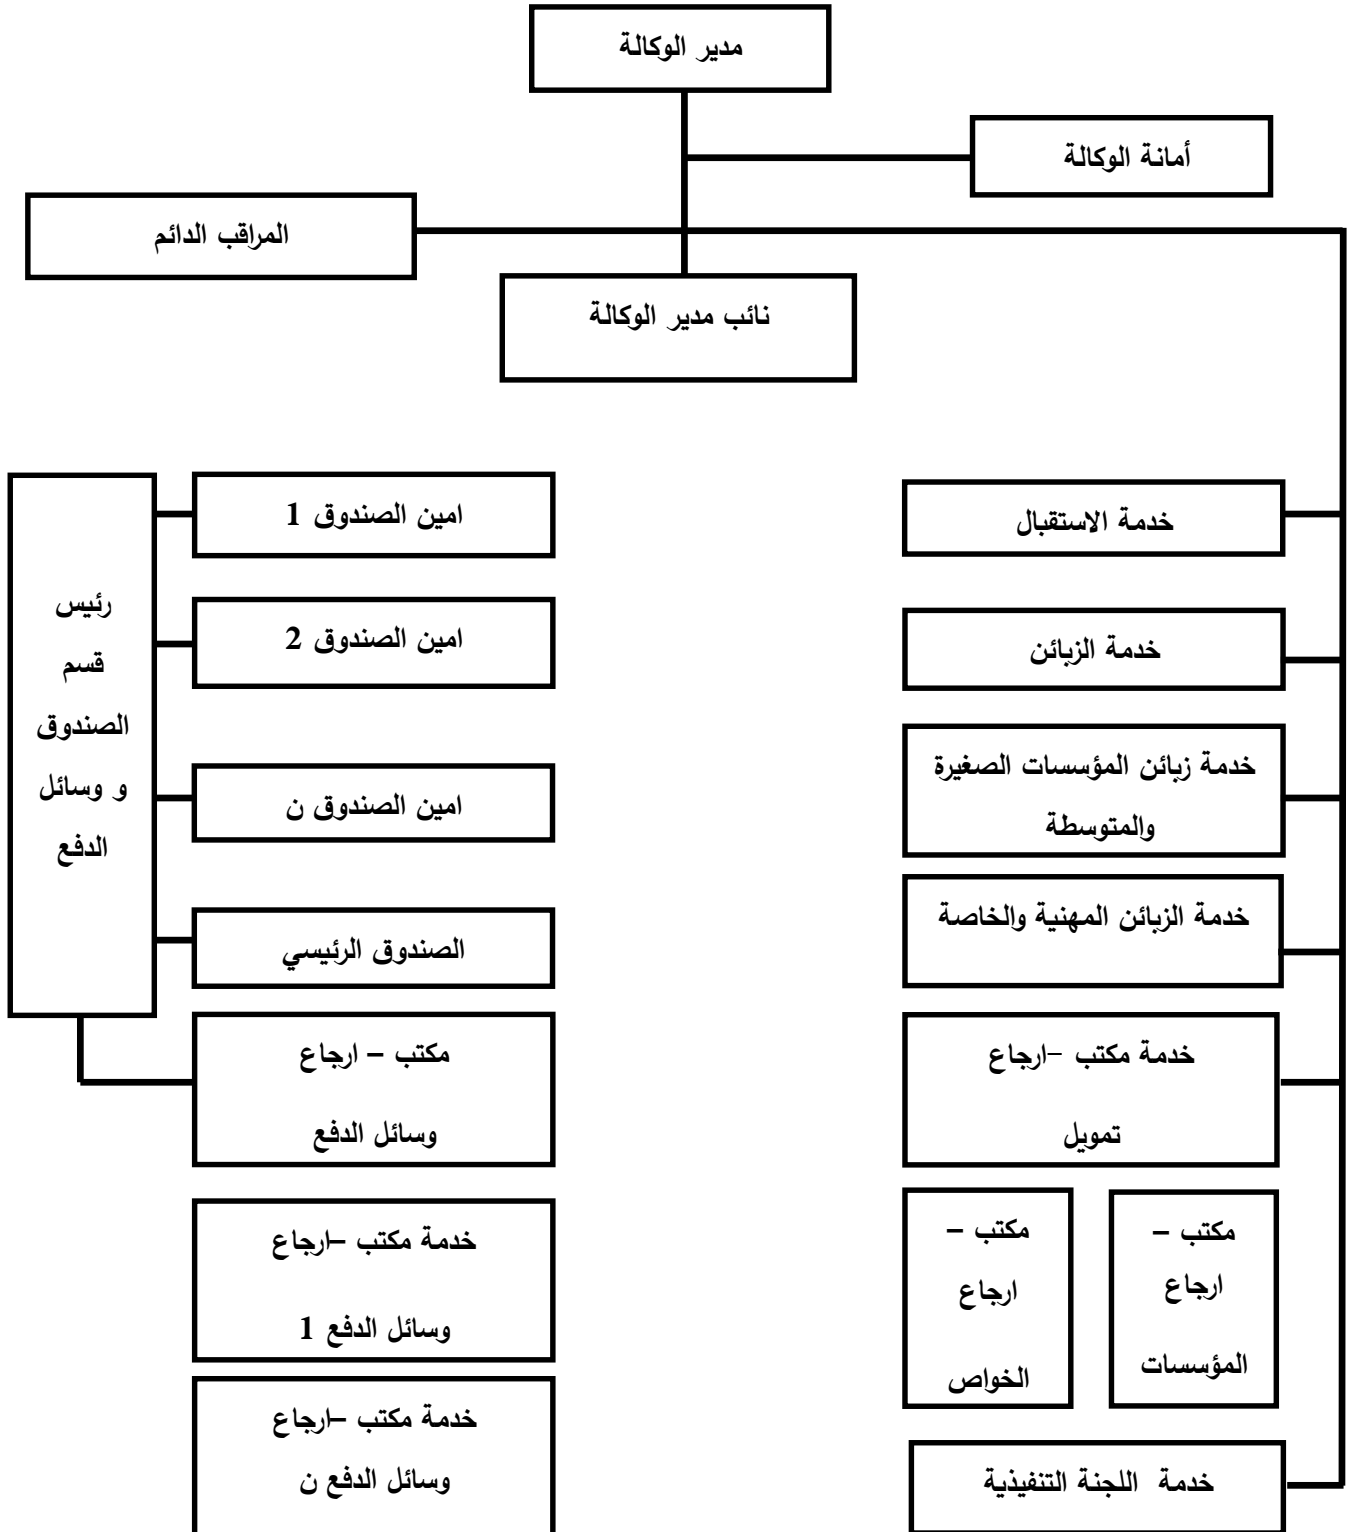 مدير الوكالة
أمانة الوكالة
المراقب الدائم
نائب مدير الوكالة
خدمة الاستقبال
خدمة الزبائن
خدمة زبائن المؤسسات الصغيرة
والمتوسطة
خدمة الزبائن المهنية والخاصة
خدمة مكتب –ارجاع
تمويل
مكتب –
ارجاع
المؤسسات
مكتب –
ارجاع
الخواص
خدمة اللجنة التنفيذية
امين الصندوق 1
امين الصندوق 2
امين الصندوق ن
الصندوق الرئيسي
مكتب – ارجاع
وسائل الدفع
خدمة مكتب –ارجاع
وسائل الدفع 1
خدمة مكتب –ارجاع
وسائل الدفع ن
رئيس
قسم
الصندوق
و وسائل
الدفع